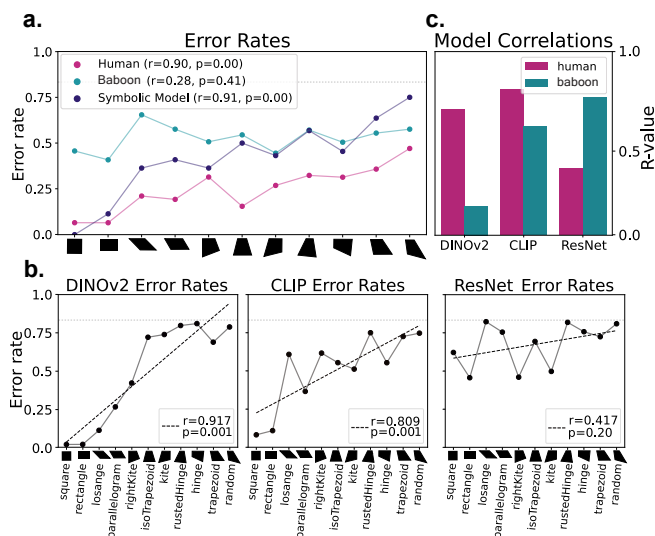 a.
Error Rates
Human (r=0.90, p=0.00)
Baboon (r=0.28, p=0.41)
Symbolic Model (r=0.91, p=0.00)
Error rate
1.0
0.75
0.5
0.25
0.0
c.
Model Correlations
human
baboon
1.0
0.5
0.0
R-value
DINOv2
CLIP
ResNet
b.
DINOv2 Error Rates
CLIP Error Rates
ResNet Error Rates
Error rate
1.0
0.75
0.5
0.25
0.0
r=0.917
p=0.001
r=0.809
p=0.001
r=0.417
p=0.20
square
rectangle
losange
parallelogram
rightKite
isoTrapezoid
kite
rustedHinge
hinge
trapezoid
random
square
rectangle
losange
parallelogram
rightKite
isoTrapezoid
kite
rustedHinge
hinge
trapezoid
random
square
rectangle
losange
parallelogram
rightKite
isoTrapezoid
kite
rustedHinge
hinge
trapezoid
random